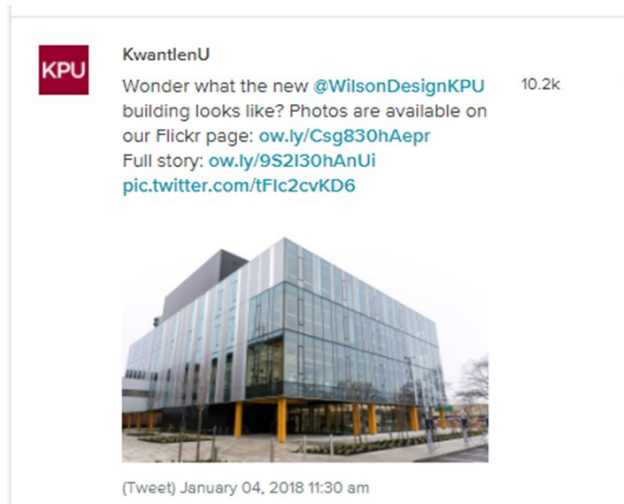 KPU
KwantlenU
Wonder what the new @WilsonDesignKPU
10.2k
building looks like? Photos are available on
our Flickr page: ow.ly/Csg830hAepr
Full story: ow.ly/9S2I30hAnUi
pic.twitter.com/tFIc2cvKD6
(Tweet) January 04, 2018 11:30 am